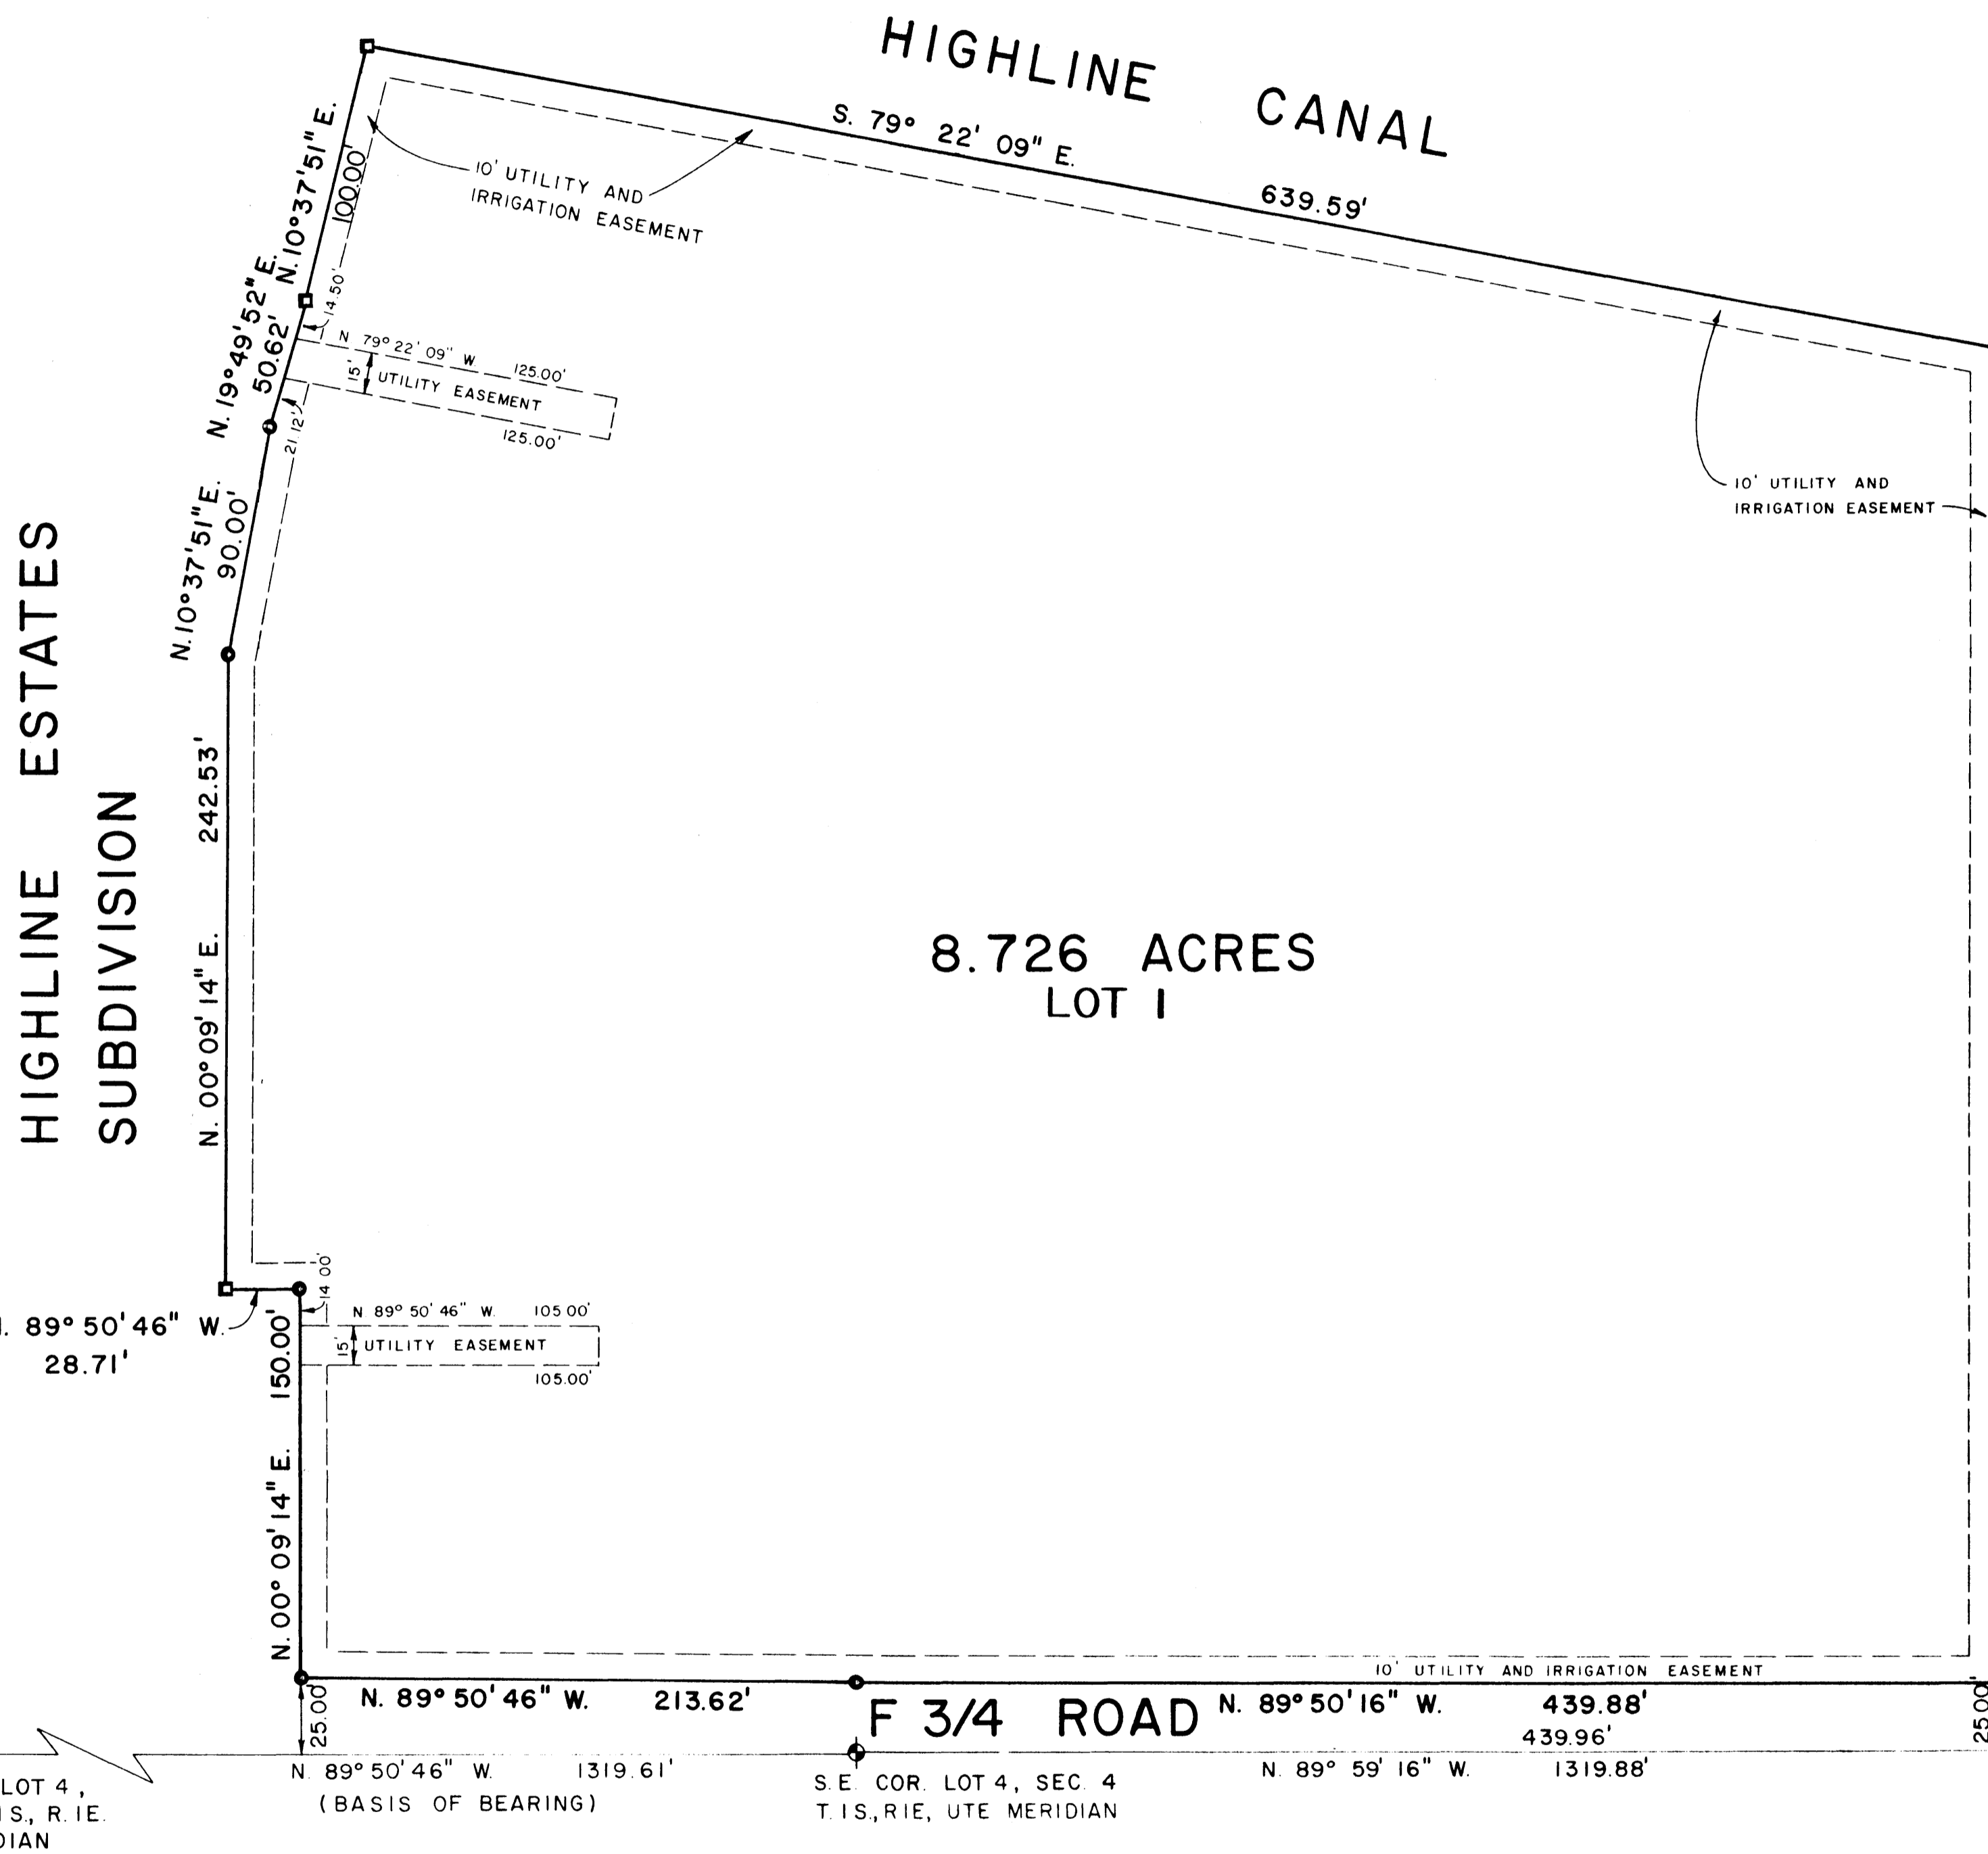 HIGHLINE CANAL
S. 79° 22' 09" E.
639.59'
N. 10° 37' 51" E.
100.00'
10' UTILITY AND
IRRIGATION EASEMENT
N. 19° 49' 52" E.
50.62'
14.50'
N 79° 22' 09" W 125.00'
15'
UTILITY EASEMENT
125.00'
21.12'
N. 10° 37' 51" E.
90.00'
10' UTILITY AND
IRRIGATION EASEMENT
HIGHLINE ESTATES
SUBDIVISION
N. 00° 09' 14" E. 242.53'
8.726 ACRES
LOT 1
14 00'
N 89° 50' 46" W. 105 00'
15'
UTILITY EASEMENT
105.00'
89° 50' 46" W.
28.71'
N. 00° 09' 14" E. 150.00'
10' UTILITY AND IRRIGATION EASEMENT
N. 89° 50' 46" W. 213.62'
F 3/4 ROAD
N. 89° 50' 16" W. 439.88'
439.96'
25.00'
25.00'
N. 89° 50' 46" W. 1319.61'
(BASIS OF BEARING)
N. 89° 59' 16" W. 1319.88'
S.E. COR. LOT 4, SEC. 4
T. 1 S., R 1 E, UTE MERIDIAN
LOT 4,
1 S., R. 1 E.
DIAN